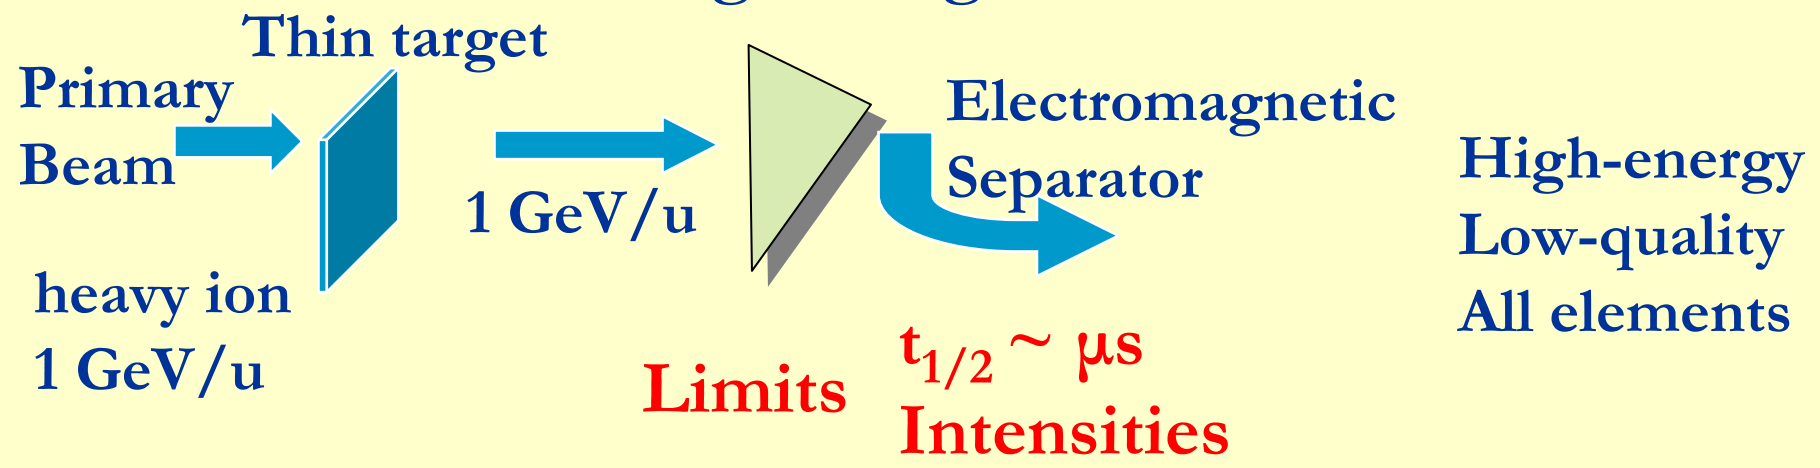 Thin target
Primary
Beam
heavy ion
1 GeV/u
1 GeV/u
Electromagnetic
Separator
High-energy
Low-quality
All elements
Limits
t1/2 ~ μs
Intensities